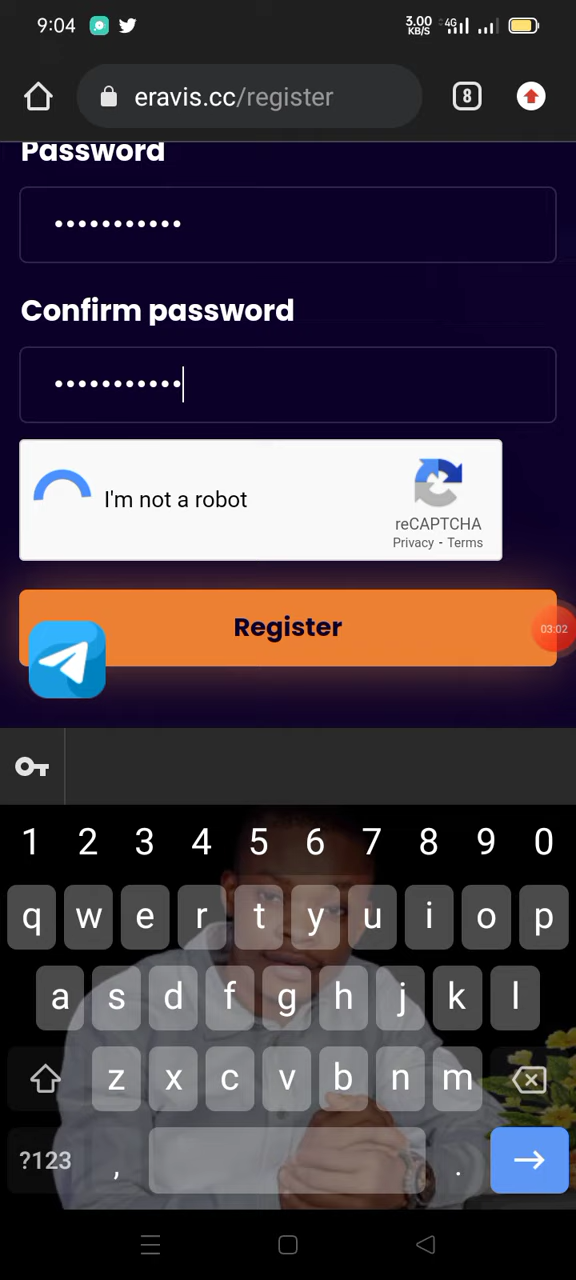 9:04 3.00 KB/S 4G
eravis.cc/register 8
Password
•••••••••••
Confirm password
•••••••••••
I'm not a robot
reCAPTCHA
Privacy - Terms
Register
03:02
1 2 3 4 5 6 7 8 9 0
q w e r t y u i o p
a s d f g h j k l
z x c v b n m
?123 , .